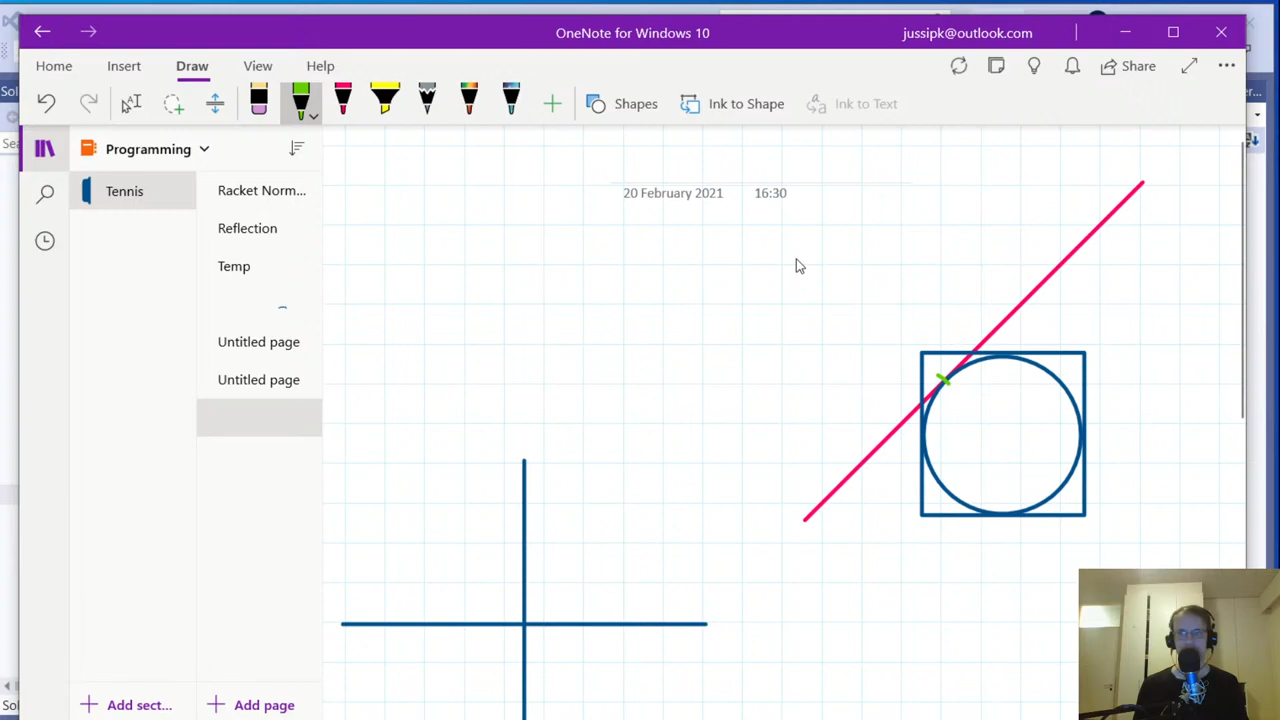 OneNote for Windows 10
jussipk@outlook.com
Home
Insert
Draw
View
Help
Share
Shapes
Ink to Shape
Ink to Text
Programming
Tennis
Racket Norm...
Reflection
Temp
Untitled page
Untitled page
20 February 2021
16:30
Add sect...
Add page